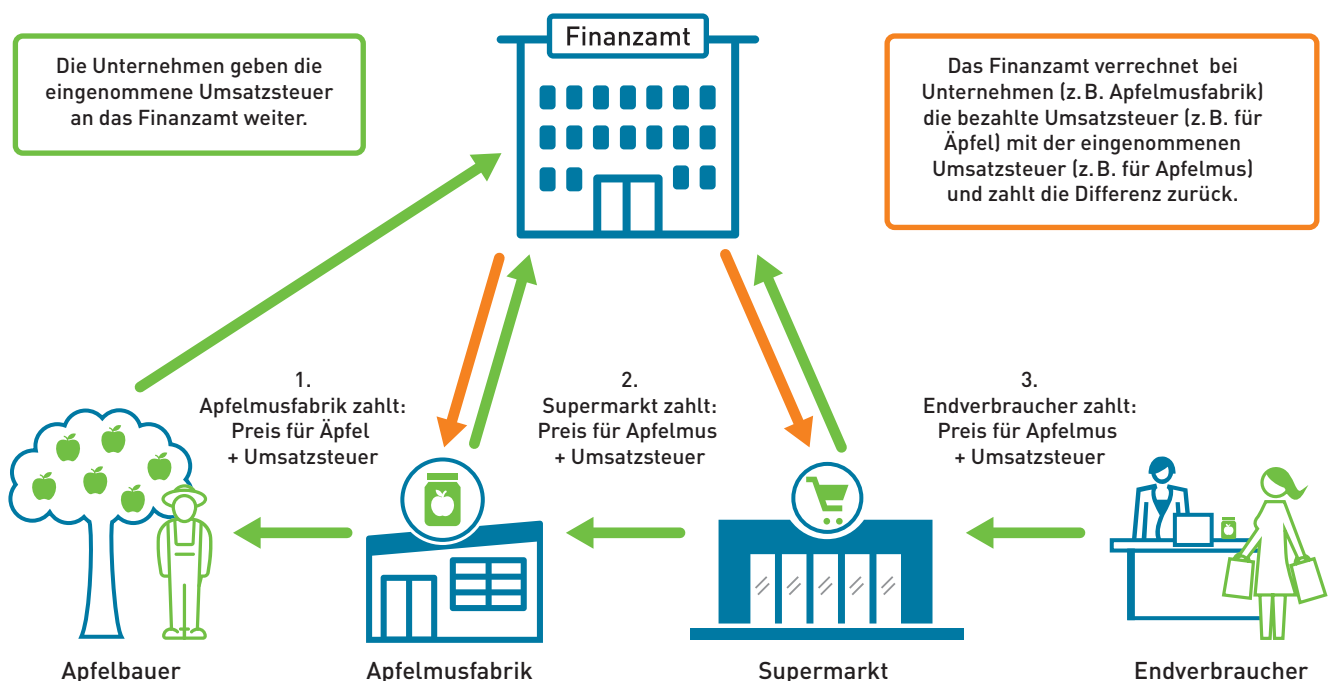 Finanzamt
Die Unternehmen geben die
eingenommene Umsatzsteuer
an das Finanzamt weiter.
Das Finanzamt verrechnet bei
Unternehmen (z. B. Apfelmusfabrik)
die bezahlte Umsatzsteuer (z. B. für
Äpfel) mit der eingenommenen
Umsatzsteuer (z. B. für Apfelmus)
und zahlt die Differenz zurück.
1.
Apfelmusfabrik zahlt:
Preis für Äpfel
+ Umsatzsteuer
2.
Supermarkt zahlt:
Preis für Apfelmus
+ Umsatzsteuer
3.
Endverbraucher zahlt:
Preis für Apfelmus
+ Umsatzsteuer
Apfelbauer
Apfelmusfabrik
Supermarkt
Endverbraucher